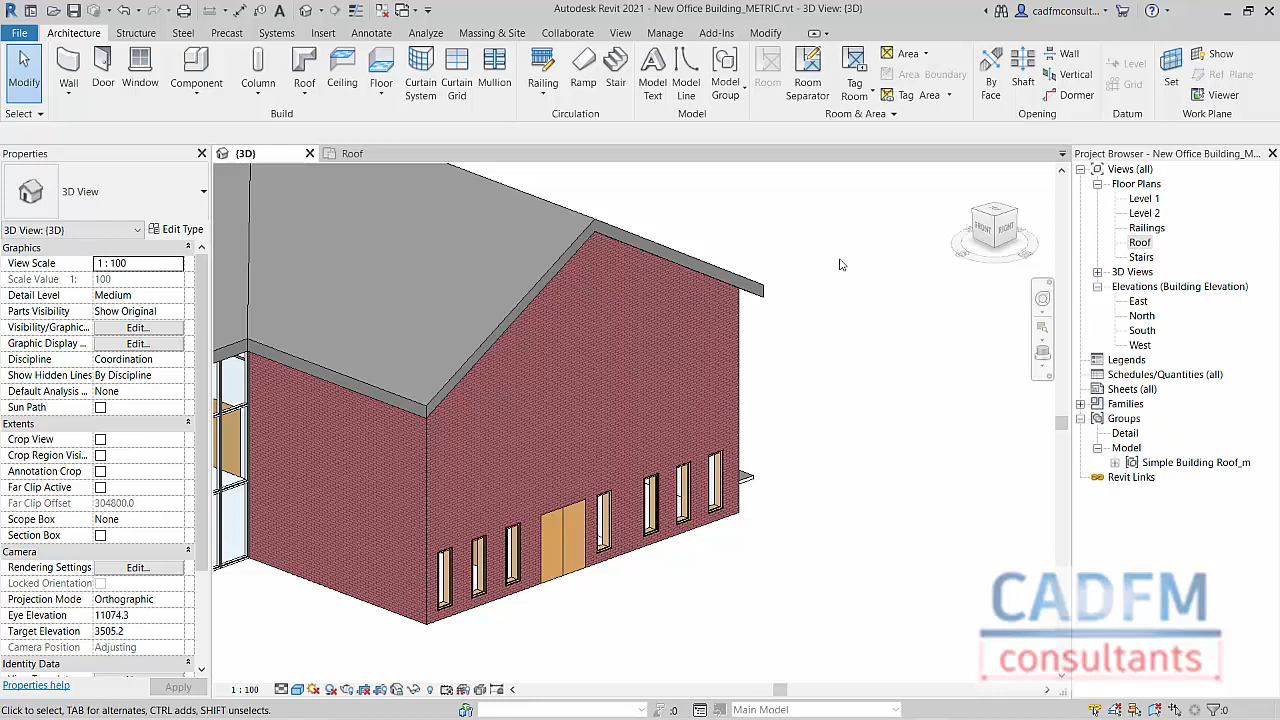 Autodesk Revit 2021 - New Office Building_METRIC.rvt - 3D View: {3D}
cadfmconsult...
File Architecture Structure Steel Precast Systems Insert Annotate Analyze Massing & Site Collaborate View Manage Add-Ins Modify
Modify Wall Door Window Component Column Roof Ceiling Floor Curtain System Curtain Grid Mullion Railing Ramp Stair Model Text Model Line Model Group Room Room Separator Tag Room Area Area Boundary Tag Area By Face Shaft Wall Vertical Dormer Level Grid Set Show Ref Plane Viewer
Select Build Circulation Model Room & Area Opening Datum Work Plane
Properties
{3D}
Roof
Project Browser - New Office Building_M...
3D View
3D View: {3D} Edit Type
Graphics
View Scale 1 : 100
Scale Value 1: 100
Detail Level Medium
Parts Visibility Show Original
Visibility/Graphic... Edit...
Graphic Display ... Edit...
Discipline Coordination
Show Hidden Lines By Discipline
Default Analysis ... None
Sun Path
Extents
Crop View
Crop Region Visi...
Annotation Crop
Far Clip Active
Far Clip Offset 304800.0
Scope Box None
Section Box
Camera
Rendering Settings Edit...
Locked Orientation
Projection Mode Orthographic
Eye Elevation 11074.3
Target Elevation 3505.2
Camera Position Adjusting
Identity Data
Properties help Apply
FRONT RIGHT
Views (all)
Floor Plans
Level 1
Level 2
Railings
Roof
Stairs
3D Views
Elevations (Building Elevation)
East
North
South
West
Legends
Schedules/Quantities (all)
Sheets (all)
Families
Groups
Detail
Model
Simple Building Roof_m
Revit Links
CADFM
consultants
1 : 100
Click to select, TAB for alternates, CTRL adds, SHIFT unselects.
:0
Main Model
:0